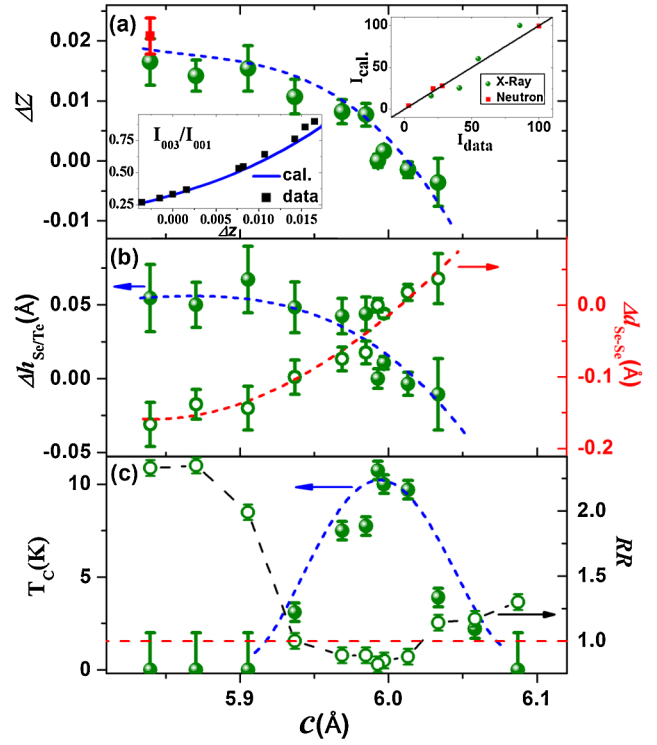 (a)
ΔZ
0.02
0.01
0.00
-0.01
I_cal.
100
50
0
0 50 100
I_data
X-Ray
Neutron
I_003/I_001
0.75
0.50
0.25
0.000 0.005 0.010 0.015
Δz
cal.
data
(b)
Δh_Se/Te(Å)
0.05
0.00
-0.05
Δd_Se-Se(Å)
0.0
-0.1
-0.2
(c)
T_C(K)
10
5
0
RR
2.0
1.5
1.0
5.9 6.0 6.1
c(Å)